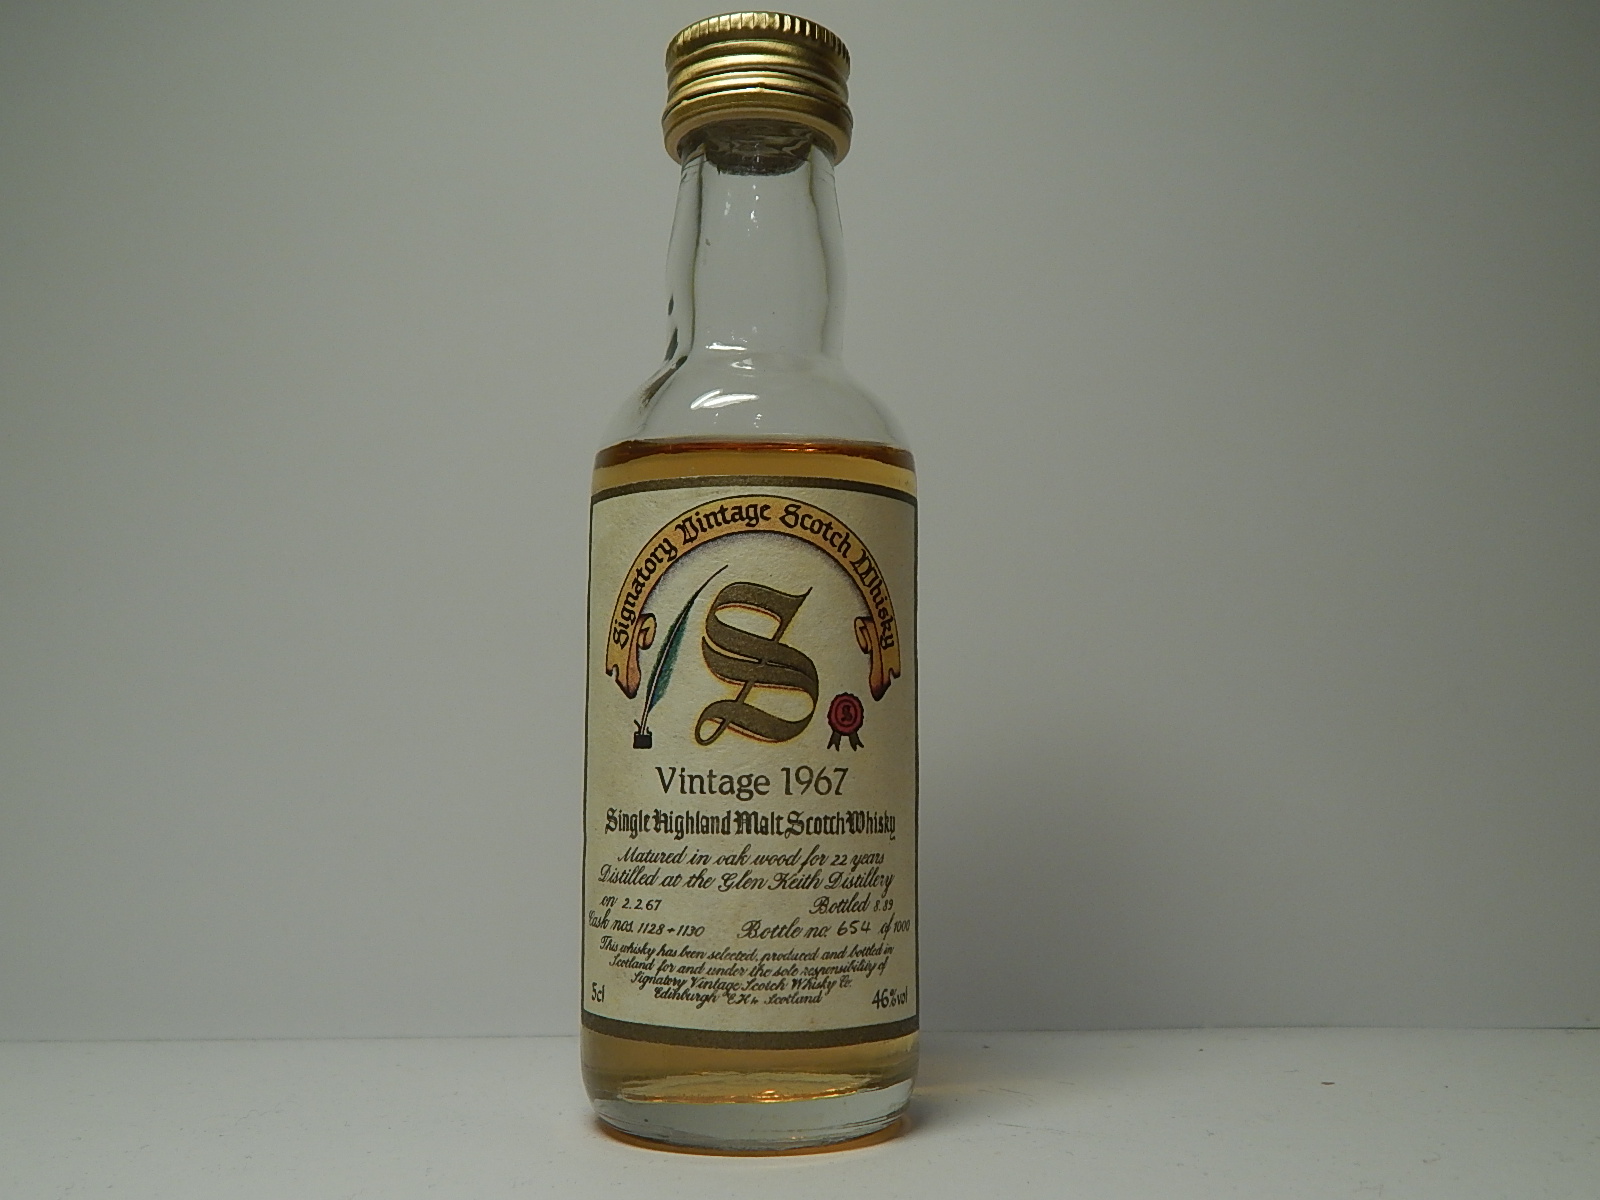 Signatory Vintage Scotch Whisky
S
S
Vintage 1967
Single Highland Malt Scotch Whisky
Matured in oak wood for 22 years
Distilled at the Glen Keith Distillery
on 2.2.67 Bottled 8.89
Cask nos. 1128 + 1130 Bottle no. 654 of 1000
This whisky has been selected, produced and bottled in
Scotland for and under the sole responsibility of
Signatory Vintage Scotch Whisky Co.
5cl Edinburgh Scotland 46% vol